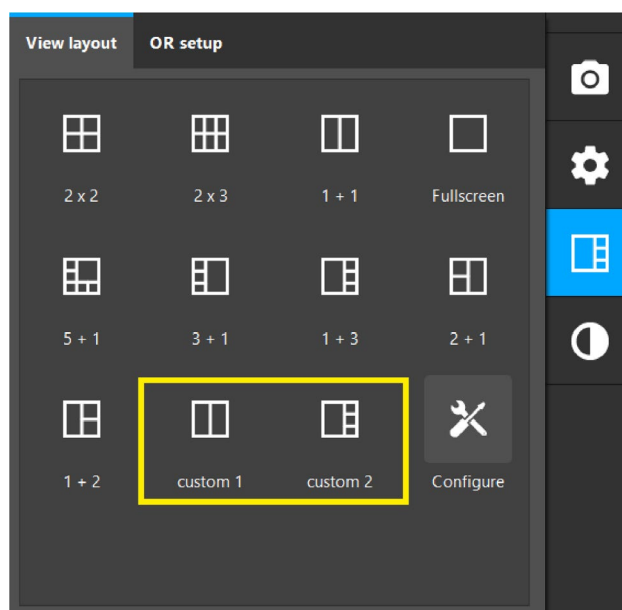 View layout OR setup
2 x 2 2 x 3 1 + 1 Fullscreen
5 + 1 3 + 1 1 + 3 2 + 1
1 + 2 custom 1 custom 2 Configure